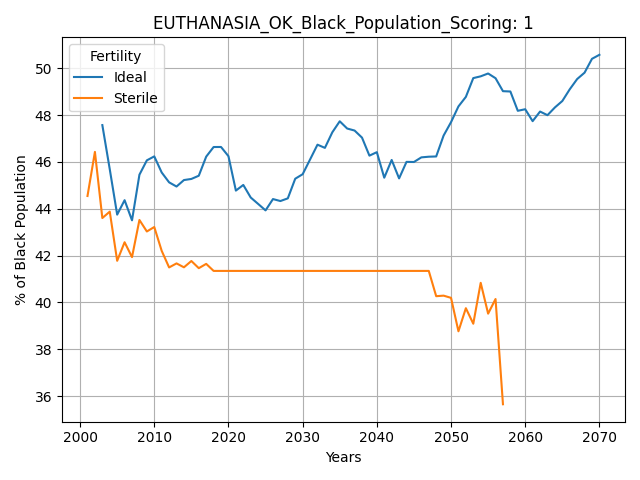 EUTHANASIA_OK_Black_Population_Scoring: 1
Fertility
Ideal
Sterile
% of Black Population
50
48
46
44
42
40
38
36
2000 2010 2020 2030 2040 2050 2060 2070
Years